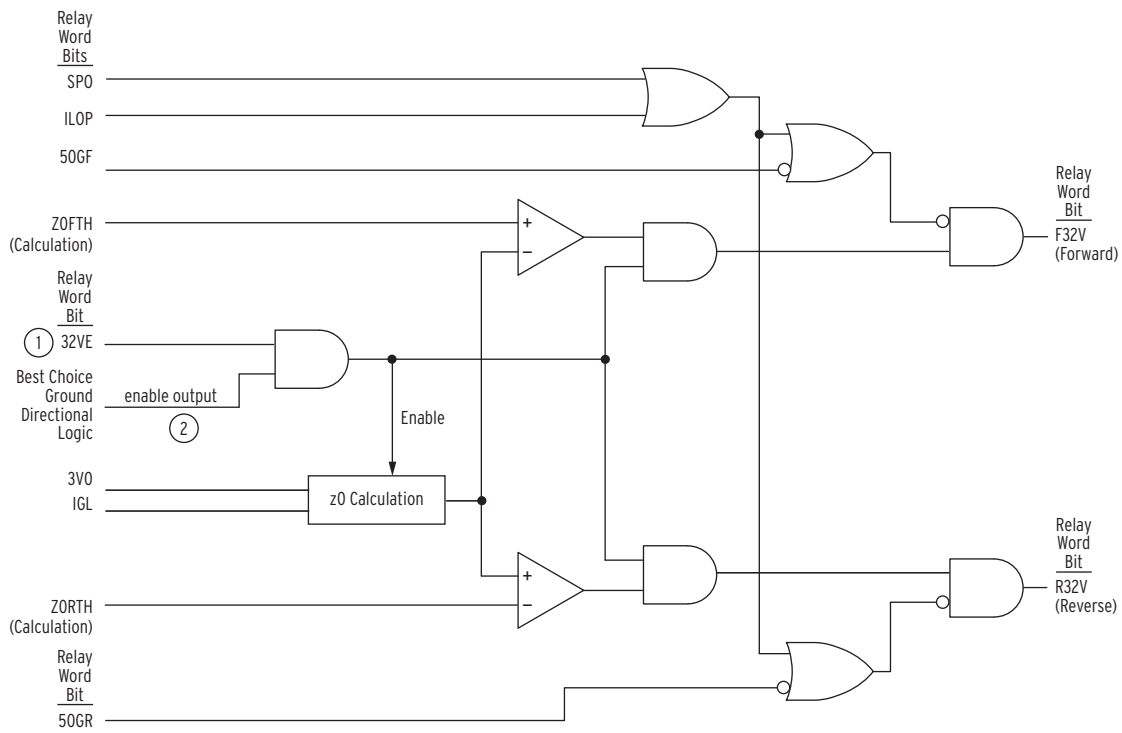 Relay
Word
Bits
SPO
ILOP
50GF
Z0FTH
(Calculation)
Relay
Word
Bit
1 32VE
Best Choice
Ground
Directional
Logic
enable output
2
3V0
IGL
Enable
z0 Calculation
+
–
+
–
Z0RTH
(Calculation)
Relay
Word
Bit
50GR
Relay
Word
Bit
F32V
(Forward)
Relay
Word
Bit
R32V
(Reverse)